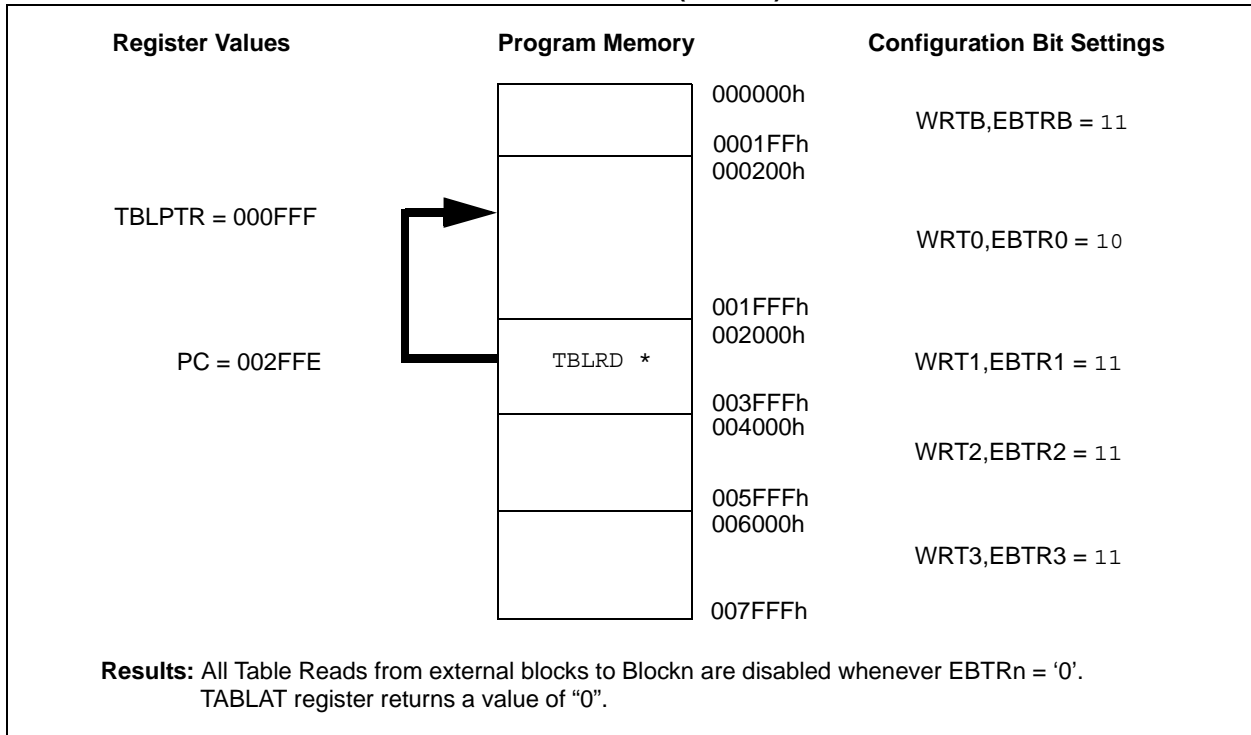 Register Values Program Memory Configuration Bit Settings
000000h
WRTB,EBTRB = 11
0001FFh
000200h
TBLPTR = 000FFF
WRT0,EBTR0 = 10
001FFFh
002000h
PC = 002FFE TBLRD * WRT1,EBTR1 = 11
003FFFh
004000h
WRT2,EBTR2 = 11
005FFFh
006000h
WRT3,EBTR3 = 11
007FFFh
Results: All Table Reads from external blocks to Blockn are disabled whenever EBTRn = ‘0’.
TABLAT register returns a value of “0”.